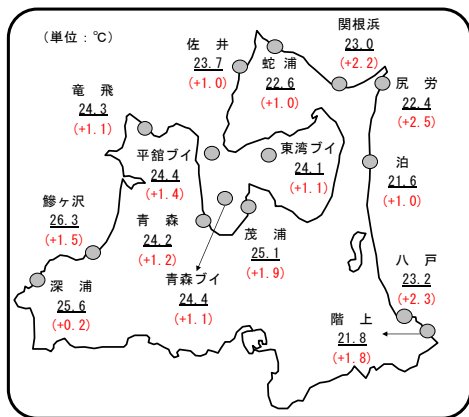 （単位：℃）
佐 井
23.7
(+1.0)
蛇 浦
22.6
(+1.0)
関根浜
23.0
(+2.2)
尻 労
22.4
(+2.5)
竜 飛
24.3
(+1.1)
平舘ブイ
24.4
(+1.4)
東湾ブイ
24.1
(+1.1)
泊
21.6
(+1.0)
鰺ヶ沢
26.3
(+1.5)
青 森
24.2
(+1.2)
茂 浦
25.1
(+1.9)
青森ブイ
24.4
(+1.1)
深 浦
25.6
(+0.2)
八 戸
23.2
(+2.3)
階 上
21.8
(+1.8)